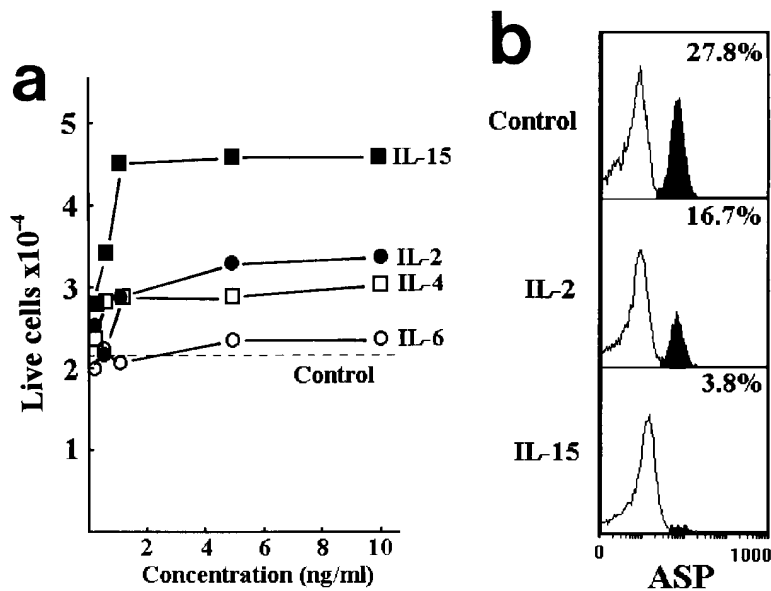 a
Live cells x10-4
5
4
3
2
1
IL-15
IL-2
IL-4
IL-6
Control
2 4 6 8 10
Concentration (ng/ml)
b
Control
27.8%
IL-2
16.7%
IL-15
3.8%
0 1000
ASP